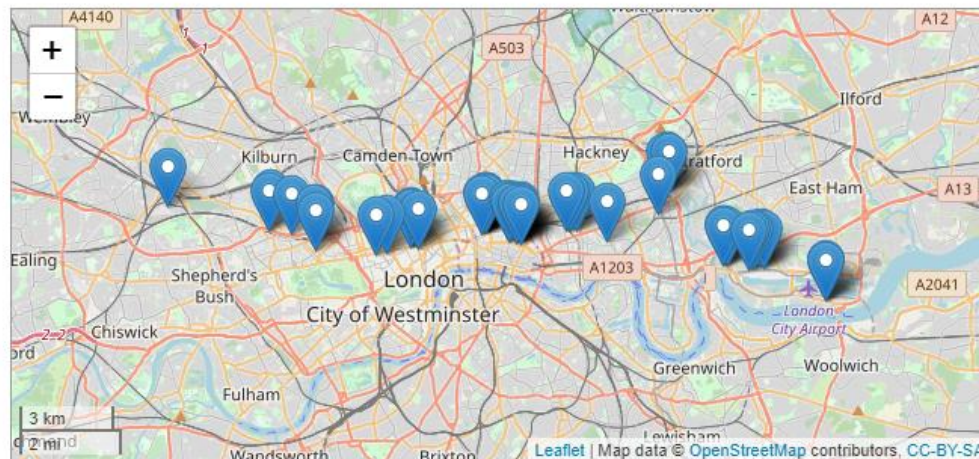 A4140
Walthamstow
A12
+
A503
−
Wembley
Ilford
Kilburn
Camden Town
Hackney
Stratford
East Ham
A13
Ealing
Shepherd's
Bush
London
A1203
A2041
City of Westminster
London
City Airport
Chiswick
Greenwich
Woolwich
Fulham
3 km
2 mi
Wandsworth
Brixton
Lewisham
Leaflet | Map data © OpenStreetMap contributors, CC-BY-SA